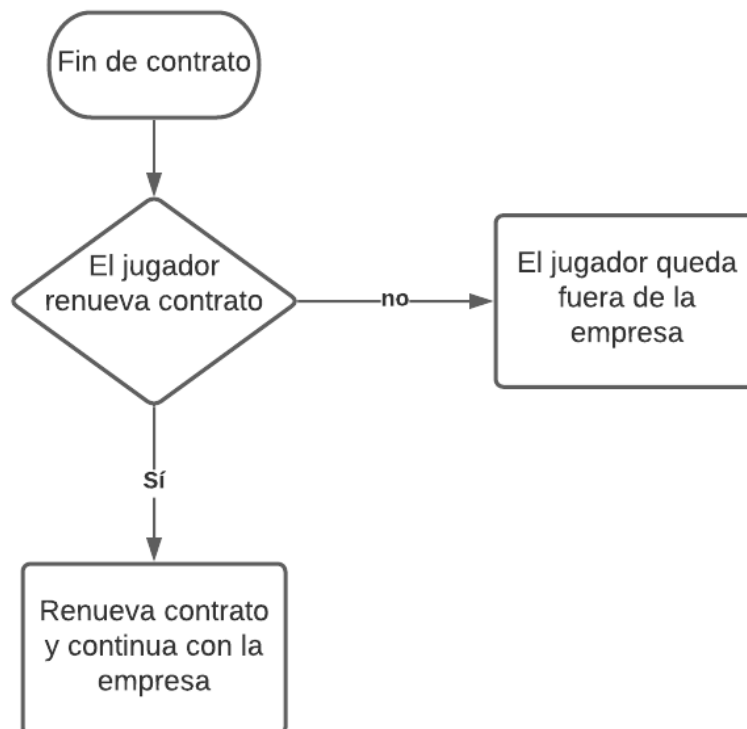 Fin de contrato
El jugador
renueva contrato
no
El jugador queda
fuera de la
empresa
Sí
Renueva contrato
y continua con la
empresa